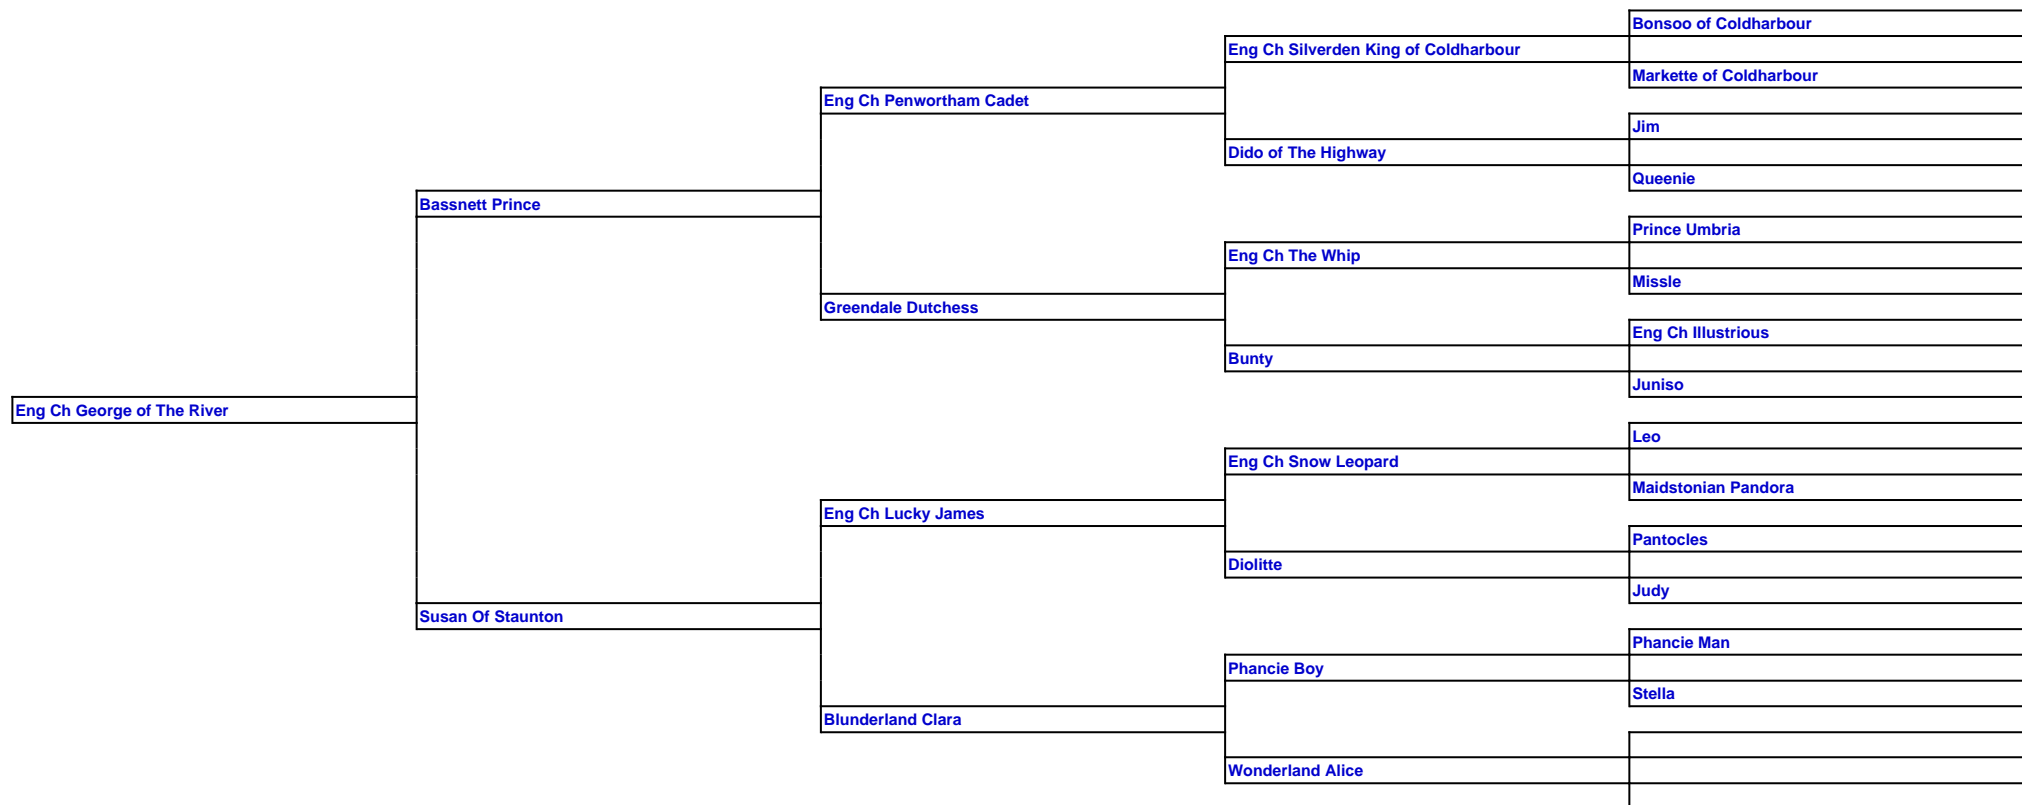 Bonsoo of Coldharbour
Eng Ch Silverden King of Coldharbour
Markette of Coldharbour
Eng Ch Penwortham Cadet
Jim
Dido of The Highway
Queenie
Bassnett Prince
Prince Umbria
Eng Ch The Whip
Missle
Greendale Dutchess
Eng Ch Illustrious
Bunty
Juniso
Eng Ch George of The River
Leo
Eng Ch Snow Leopard
Maidstonian Pandora
Eng Ch Lucky James
Pantocles
Diolitte
Judy
Susan Of Staunton
Phancie Man
Phancie Boy
Stella
Blunderland Clara
Wonderland Alice